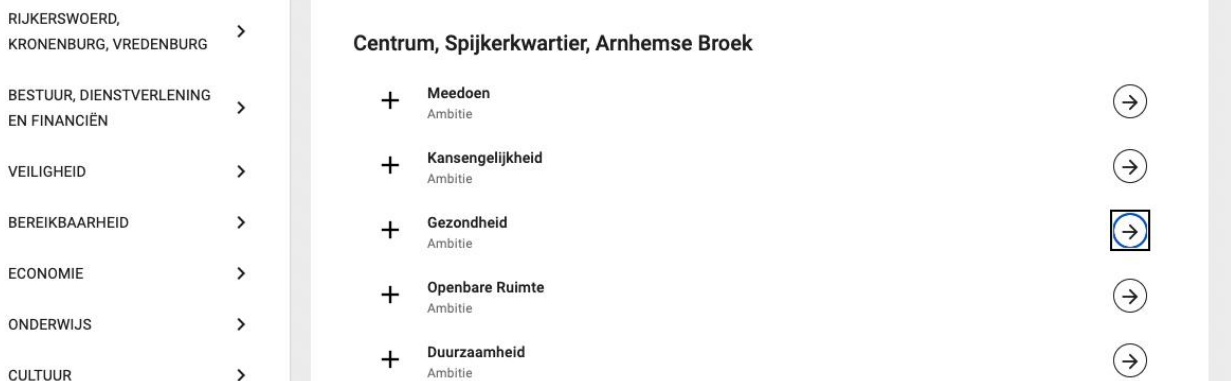 RIJKERSWOERD,
KRONENBURG, VREDENBURG
BESTUUR, DIENSTVERLENING
EN FINANCIËN
VEILIGHEID
BEREIKBAARHEID
ECONOMIE
ONDERWIJS
CULTUUR
Centrum, Spijkerkwartier, Arnhemse Broek
Meedoen
Ambitie
Kansengelijkheid
Ambitie
Gezondheid
Ambitie
Openbare Ruimte
Ambitie
Duurzaamheid
Ambitie